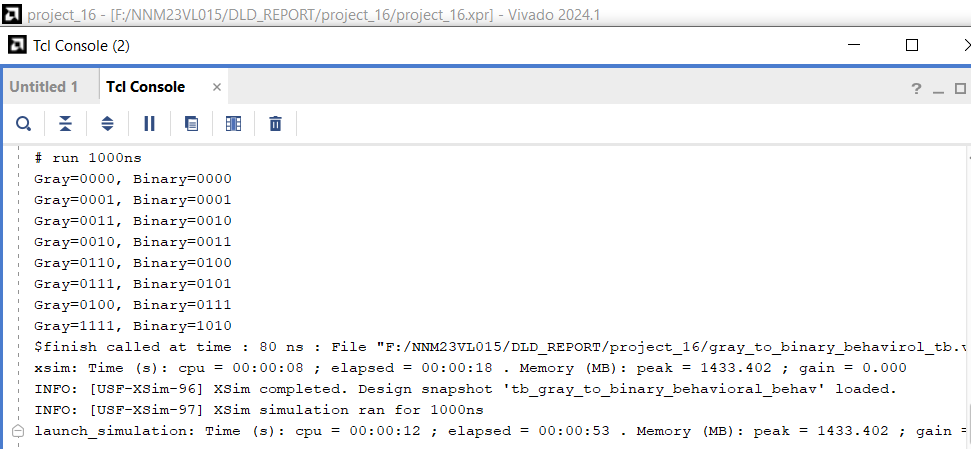 project_16 - [F:/NNM23VL015/DLD_REPORT/project_16/project_16.xpr] - Vivado 2024.1
Tcl Console (2)
Untitled 1 Tcl Console ×
?
# run 1000ns
Gray=0000, Binary=0000
Gray=0001, Binary=0001
Gray=0011, Binary=0010
Gray=0010, Binary=0011
Gray=0110, Binary=0100
Gray=0111, Binary=0101
Gray=0100, Binary=0111
Gray=1111, Binary=1010
$finish called at time : 80 ns : File "F:/NNM23VL015/DLD_REPORT/project_16/gray_to_binary_behavirol_tb.v
xsim: Time (s): cpu = 00:00:08 ; elapsed = 00:00:18 . Memory (MB): peak = 1433.402 ; gain = 0.000
INFO: [USF-XSim-96] XSim completed. Design snapshot 'tb_gray_to_binary_behavioral_behav' loaded.
INFO: [USF-XSim-97] XSim simulation ran for 1000ns
launch_simulation: Time (s): cpu = 00:00:12 ; elapsed = 00:00:53 . Memory (MB): peak = 1433.402 ; gain =